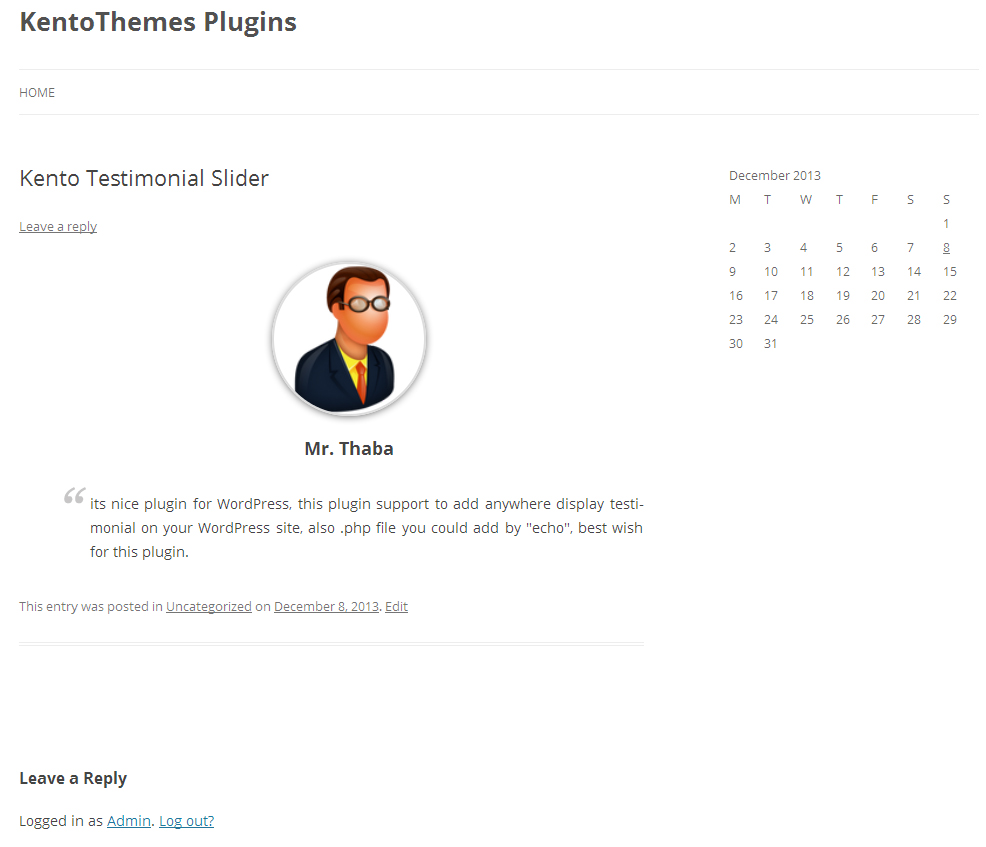 KentoThemes Plugins
HOME
Kento Testimonial Slider
Leave a reply
Mr. Thaba
“ its nice plugin for WordPress, this plugin support to add anywhere display testi-
monial on your WordPress site, also .php file you could add by "echo", best wish
for this plugin.
This entry was posted in Uncategorized on December 8, 2013. Edit
Leave a Reply
Logged in as Admin. Log out?
December 2013
M T W T F S S
1
2 3 4 5 6 7 8
9 10 11 12 13 14 15
16 17 18 19 20 21 22
23 24 25 26 27 28 29
30 31